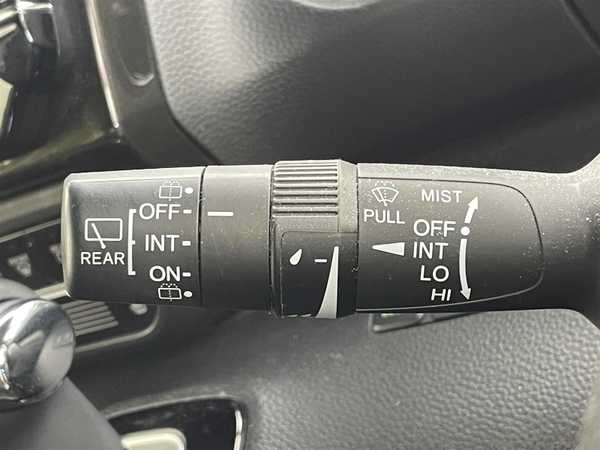 OFF
INT
REAR
ON
MIST
PULL
OFF
INT
LO
HI